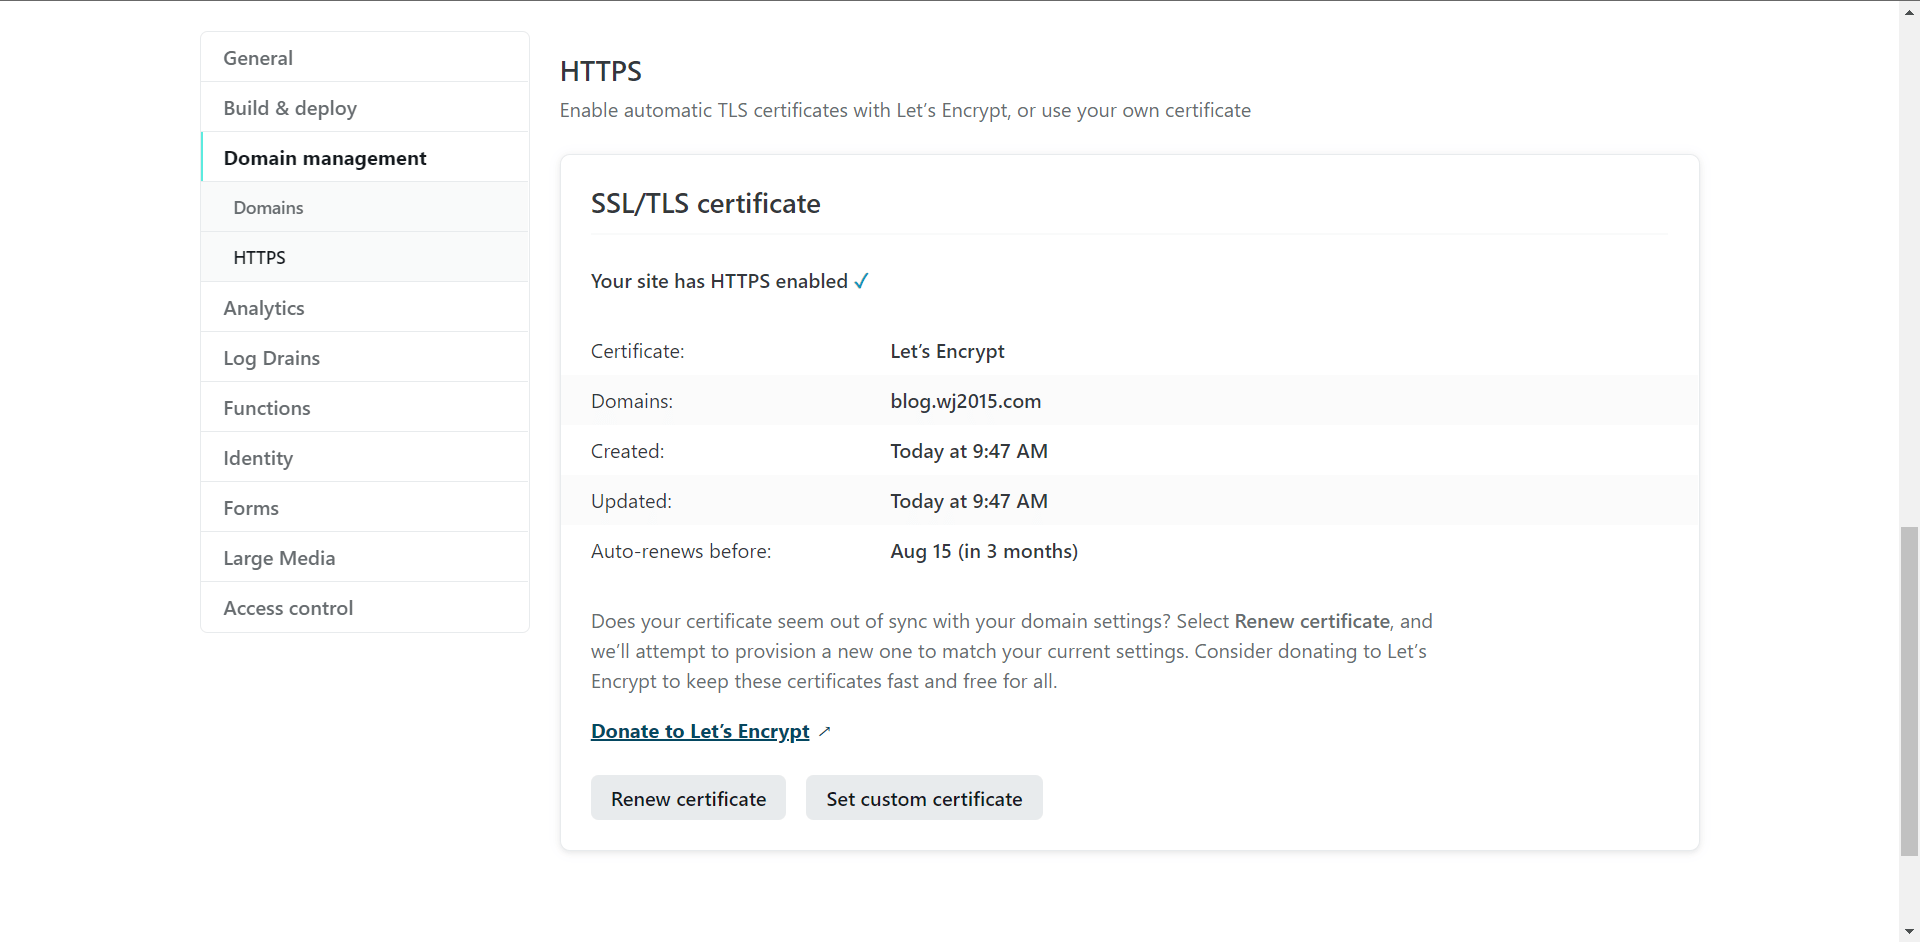 General
Build & deploy
Domain management
Domains
HTTPS
Analytics
Log Drains
Functions
Identity
Forms
Large Media
Access control
HTTPS
Enable automatic TLS certificates with Let’s Encrypt, or use your own certificate
SSL/TLS certificate
Your site has HTTPS enabled ✓
Certificate: Let’s Encrypt
Domains: blog.wj2015.com
Created: Today at 9:47 AM
Updated: Today at 9:47 AM
Auto-renews before: Aug 15 (in 3 months)
Does your certificate seem out of sync with your domain settings? Select Renew certificate, and
we’ll attempt to provision a new one to match your current settings. Consider donating to Let’s
Encrypt to keep these certificates fast and free for all.
Donate to Let’s Encrypt ↗
Renew certificate Set custom certificate